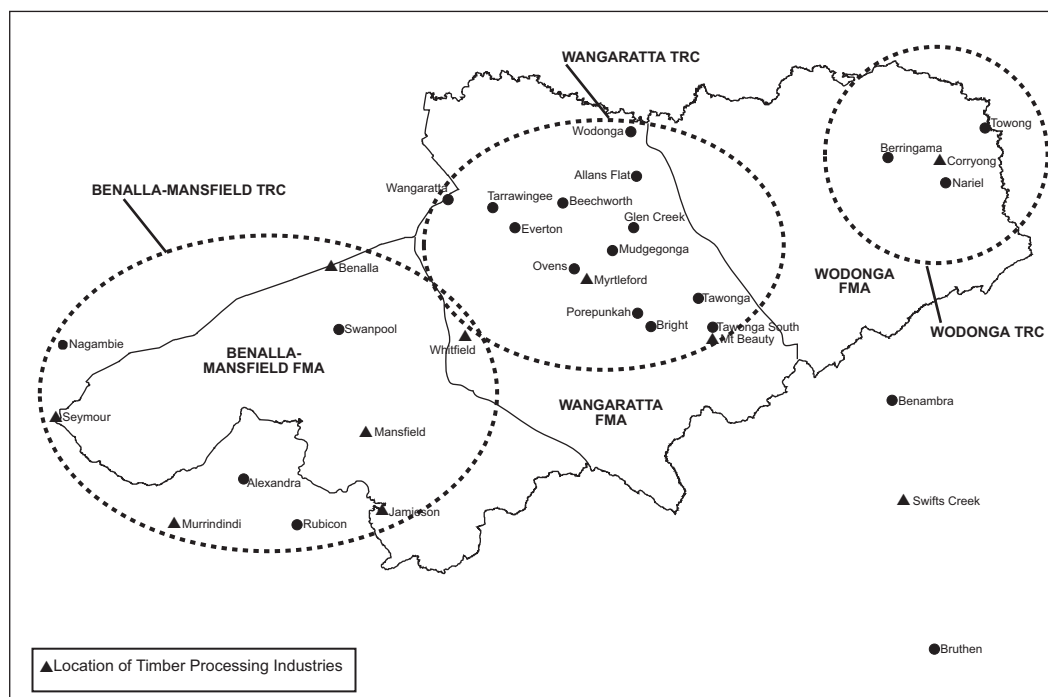 WANGARATTA TRC
Wodonga
Towong
Berringama
Corryong
Nariel
Allans Flat
BENALLA-MANSFIELD TRC
Wangaratta
Tarrawingee
Beechworth
Glen Creek
Everton
Mudgegonga
Ovens
Myrtleford
WODONGA
FMA
Benalla
Tawonga
Porepunkah
Bright
Tawonga South
Mt Beauty
WODONGA TRC
Swanpool
Nagambie
Whitfield
BENALLA-
MANSFIELD FMA
WANGARATTA
FMA
Benambra
Seymour
Mansfield
Alexandra
Swifts Creek
Jamieson
Murrindindi
Rubicon
Bruthen
Location of Timber Processing Industries